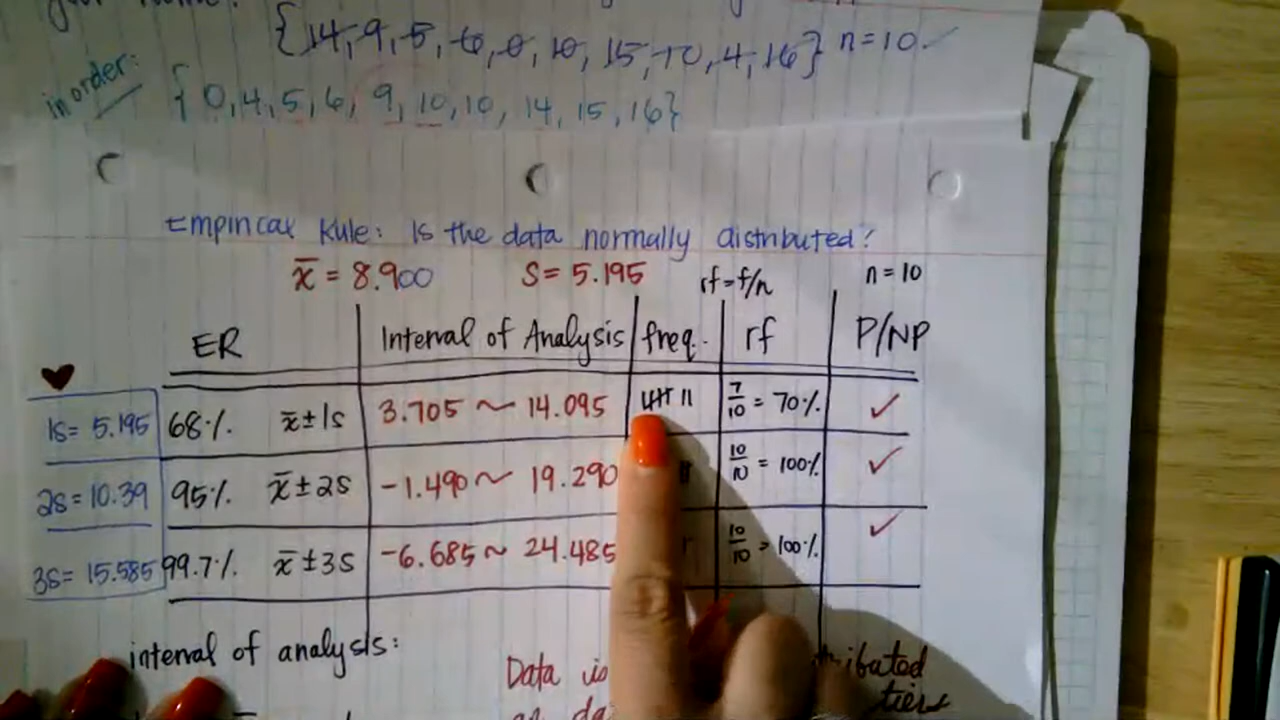 {14, 9, 5, 6, 0, 10, 15, 10, 4, 16} n=10
in order: {0, 4, 5, 6, 9, 10, 10, 14, 15, 16}
Empirical Rule: Is the data normally distributed?
x̄ = 8.900 S = 5.195 rf = f/n n = 10
ER Interval of Analysis freq. rf P/NP
1S = 5.195 68% x̄ ± 1s 3.705 ~ 14.095 𝍸 II 7/10 = 70% ✓
2S = 10.39 95% x̄ ± 2s -1.490 ~ 19.290 10/10 = 100% ✓
3S = 15.585 99.7% x̄ ± 3s -6.685 ~ 24.485 10/10 = 100% ✓
interval of analysis:
Data is